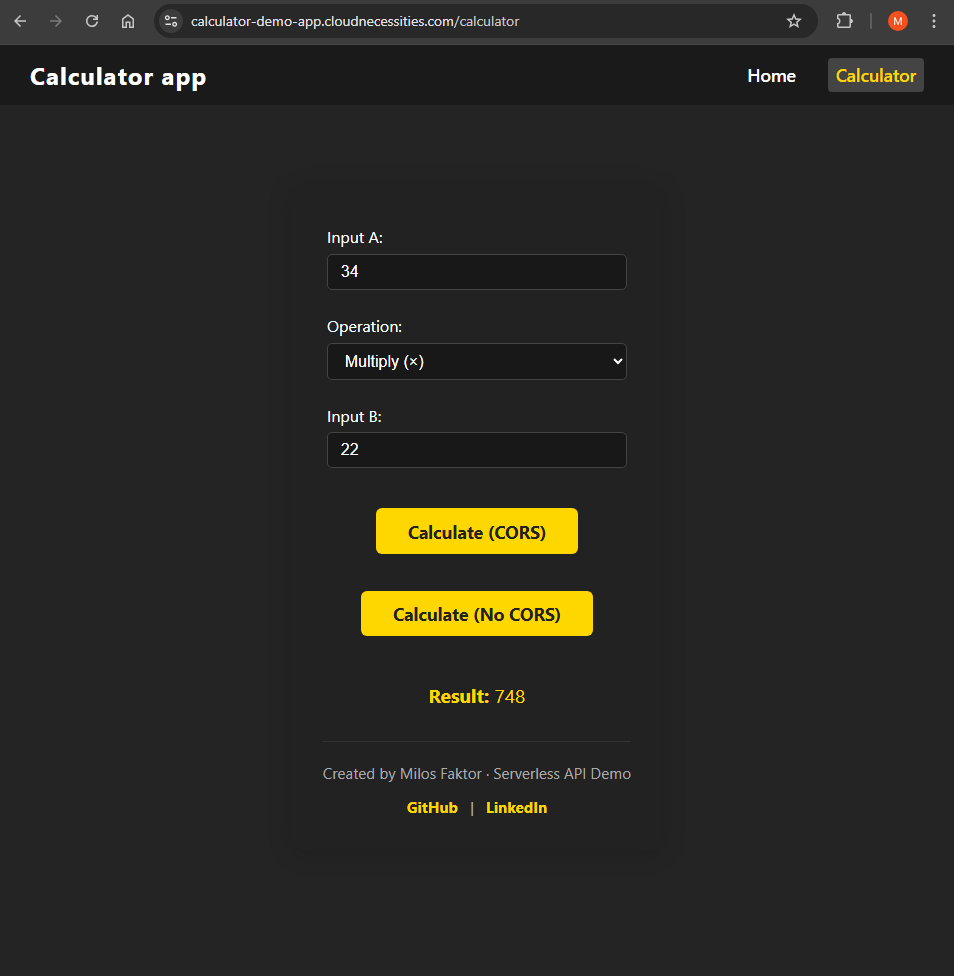 calculator-demo-app.cloudnecessities.com/calculator
M
Calculator app
Home
Calculator
Input A:
34
Operation:
Multiply (×)
Input B:
22
Calculate (CORS)
Calculate (No CORS)
Result: 748
Created by Milos Faktor · Serverless API Demo
GitHub | LinkedIn